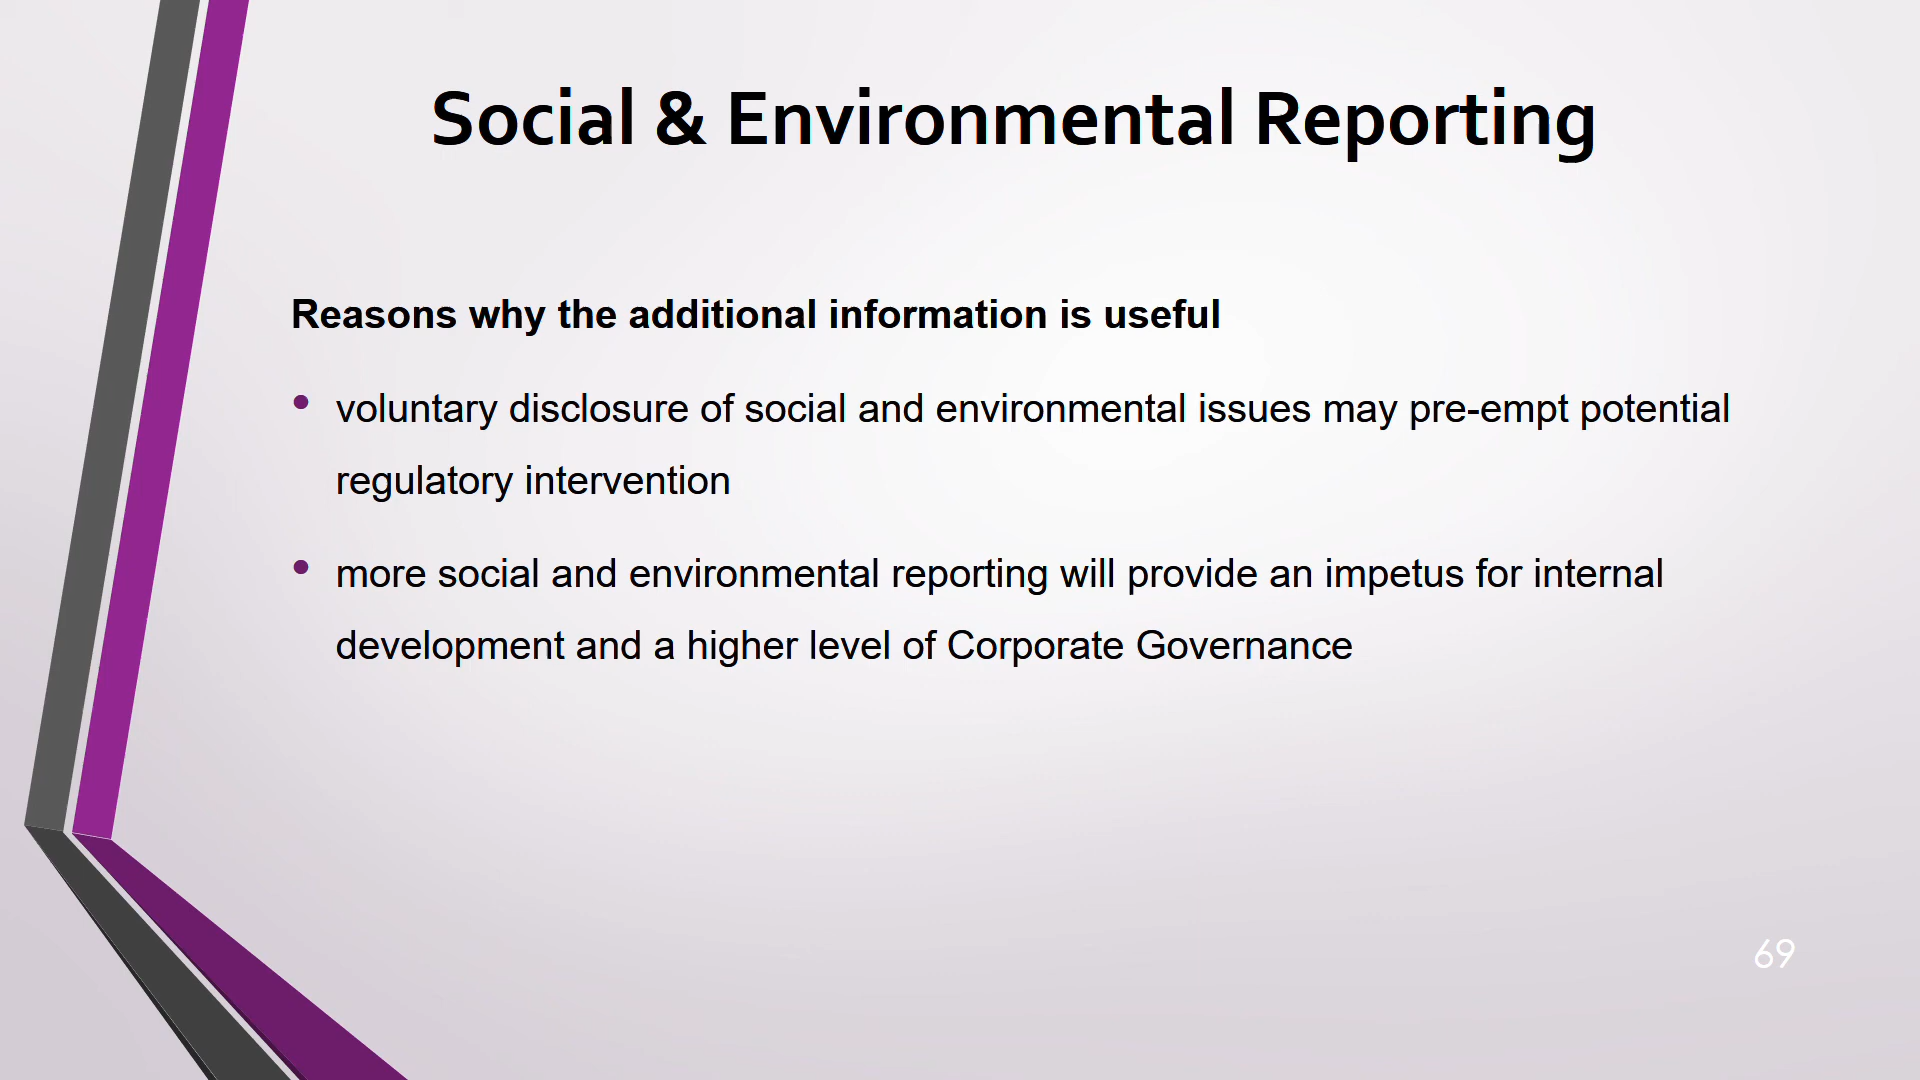 Social & Environmental Reporting
Reasons why the additional information is useful
• voluntary disclosure of social and environmental issues may pre-empt potential
regulatory intervention
• more social and environmental reporting will provide an impetus for internal
development and a higher level of Corporate Governance
69